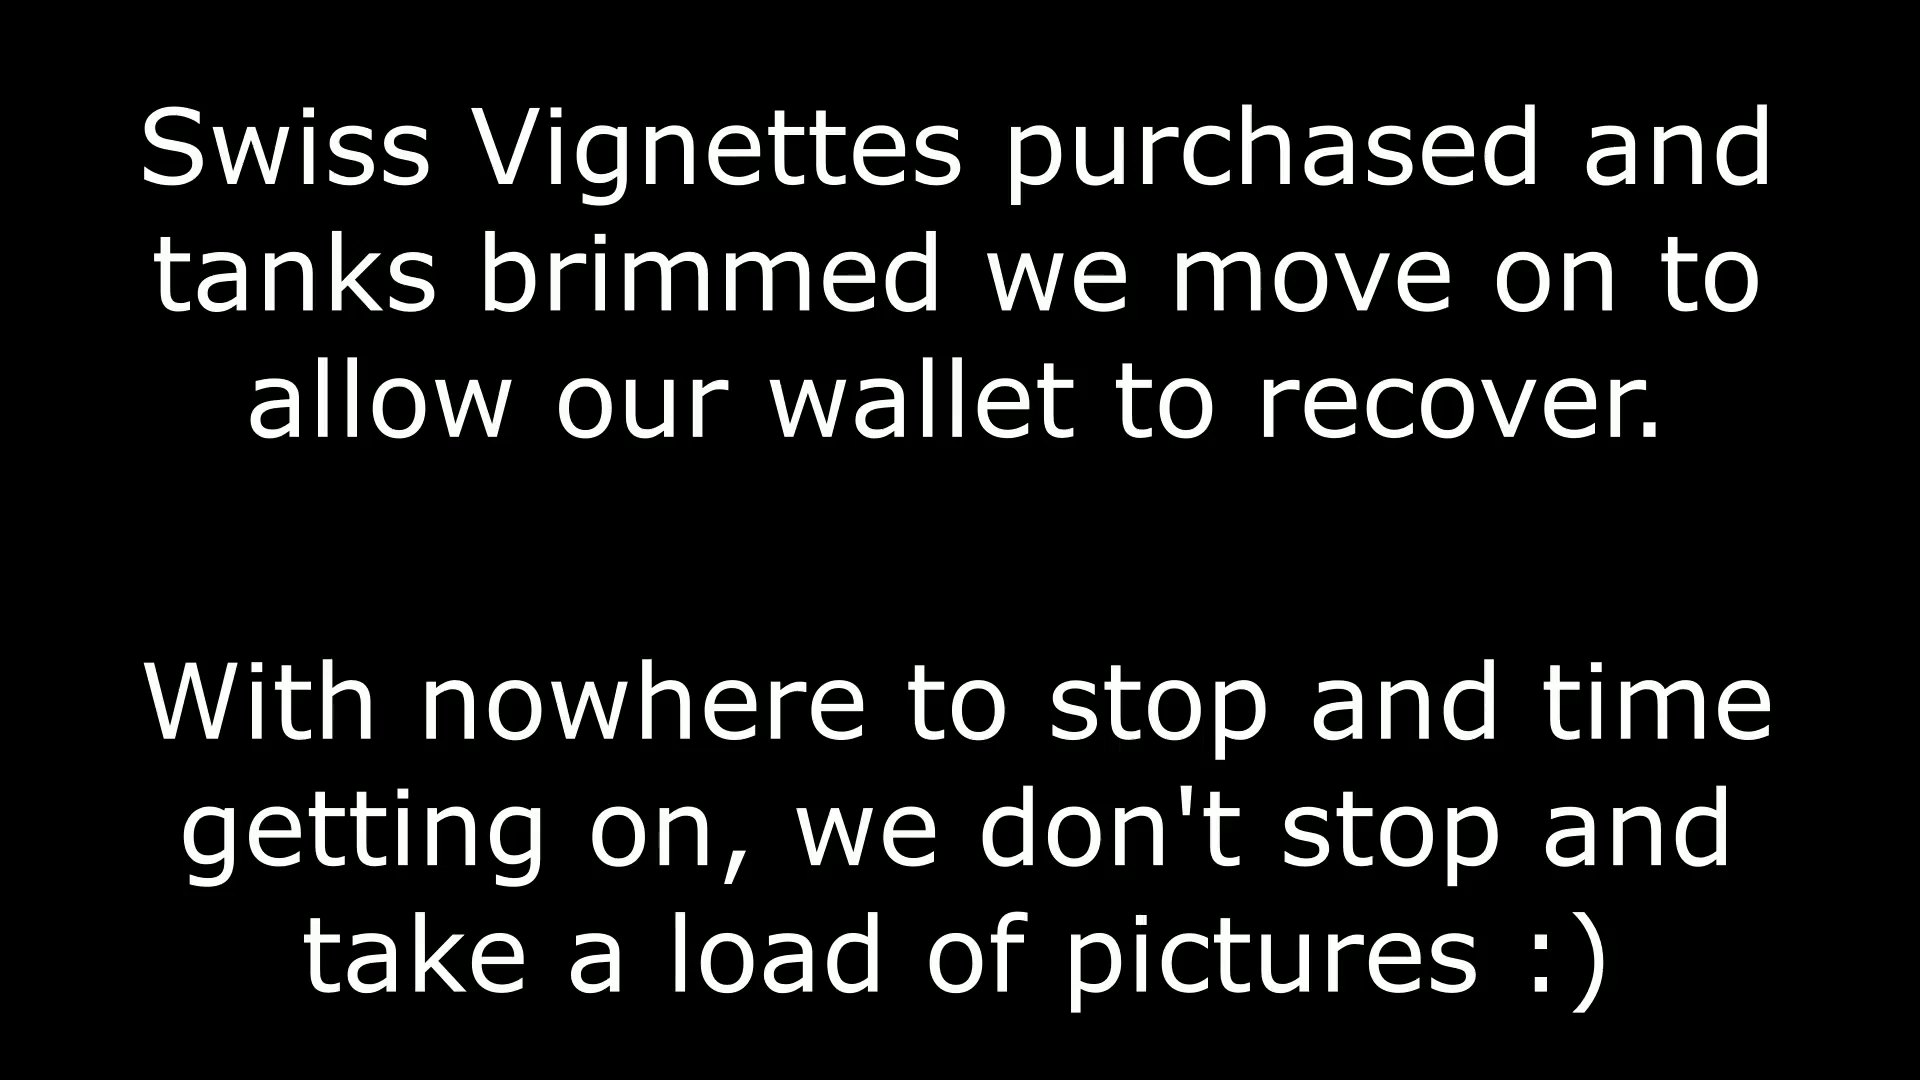 Swiss Vignettes purchased and
tanks brimmed we move on to
allow our wallet to recover.
With nowhere to stop and time
getting on, we don't stop and
take a load of pictures :)